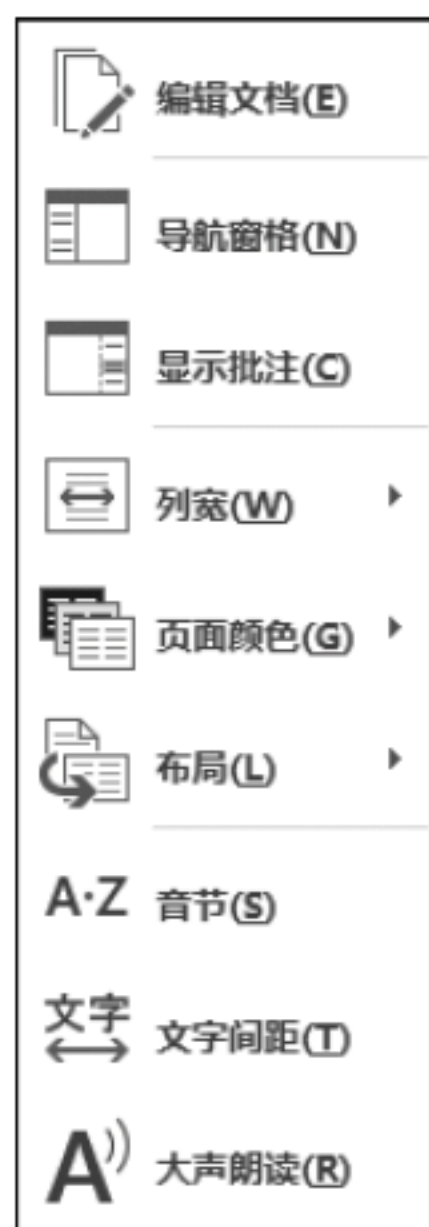 编辑文档(E)
导航窗格(N)
显示批注(C)
列宽(W)
页面颜色(G)
布局(L)
A·Z 音节(S)
文字 文字间距(T)
A 大声朗读(R)